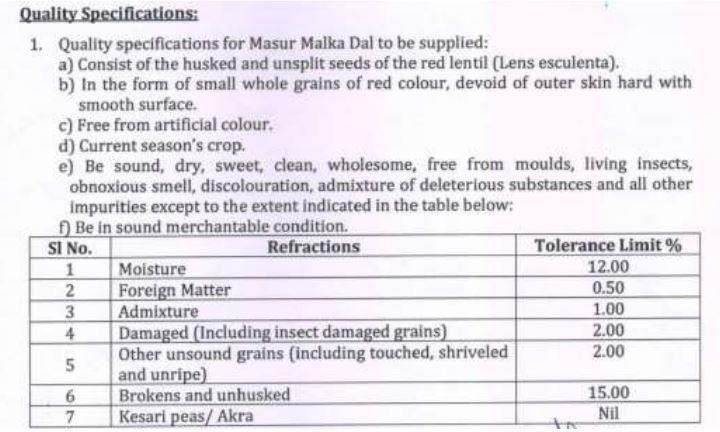 Quality Specifications:
1. Quality specifications for Masur Malka Dal to be supplied:
a) Consist of the husked and unsplit seeds of the red lentil (Lens esculenta).
b) In the form of small whole grains of red colour, devoid of outer skin hard with
smooth surface.
c) Free from artificial colour.
d) Current season's crop.
e) Be sound, dry, sweet, clean, wholesome, free from moulds, living insects,
obnoxious smell, discolouration, admixture of deleterious substances and all other
impurities except to the extent indicated in the table below:
f) Be in sound merchantable condition.
Sl No. Refractions Tolerance Limit %
1 Moisture 12.00
2 Foreign Matter 0.50
3 Admixture 1.00
4 Damaged (Including insect damaged grains) 2.00
5 Other unsound grains (including touched, shriveled 2.00
and unripe)
6 Brokens and unhusked 15.00
7 Kesari peas/ Akra Nil